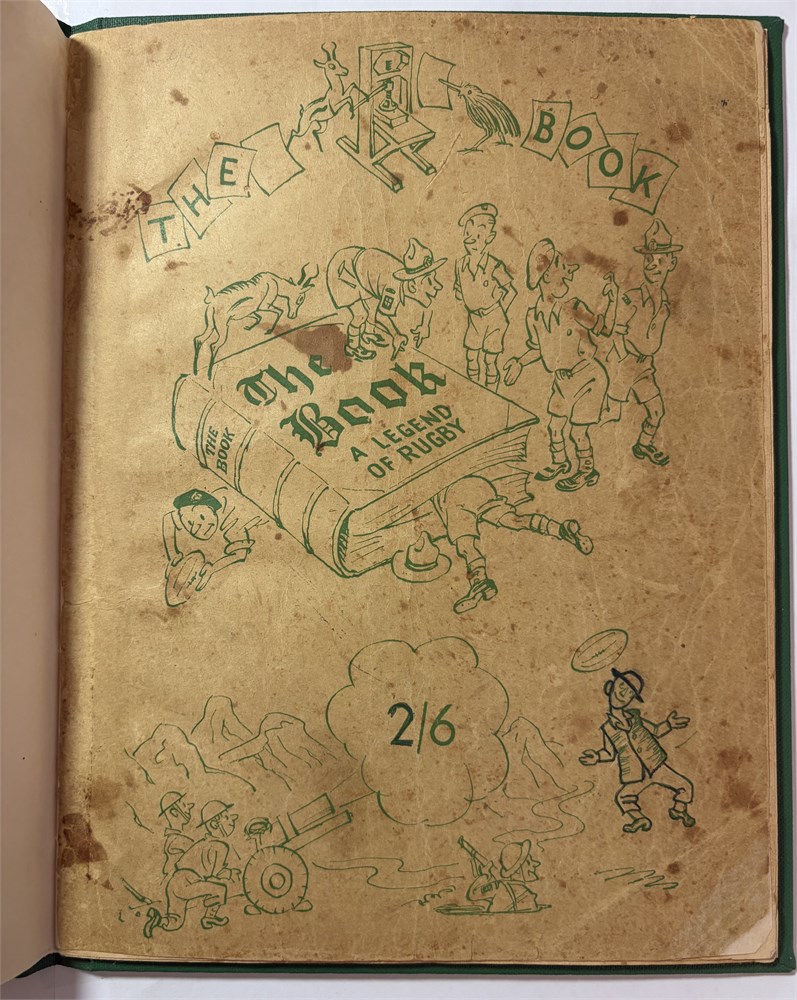 THE BOOK
The
Book
A LEGEND
OF RUGBY
THE
BOOK
2/6